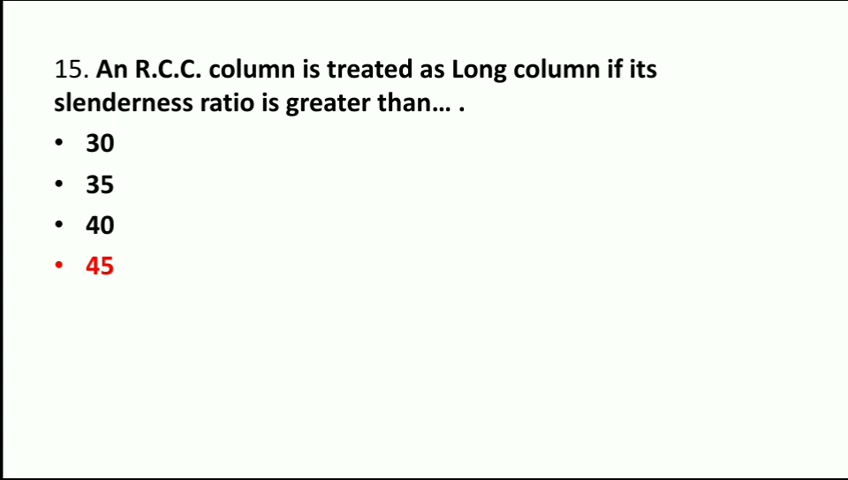 15. An R.C.C. column is treated as Long column if its
slenderness ratio is greater than... .
• 30
• 35
• 40
• 45